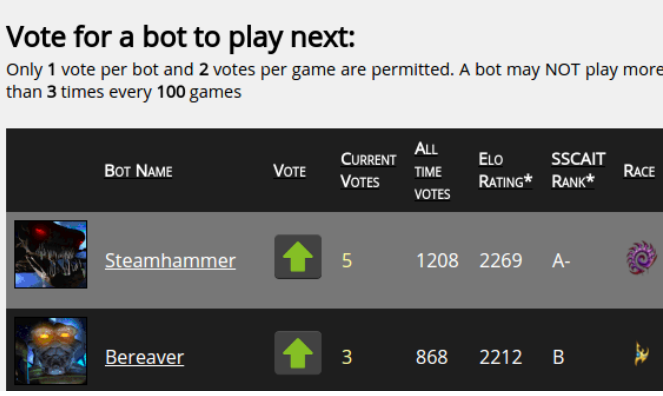 Vote for a bot to play next:
Only 1 vote per bot and 2 votes per game are permitted. A bot may NOT play more
than 3 times every 100 games
Bot Name Vote Current Votes All time votes Elo Rating* SSCAIT Rank* Race
Steamhammer 5 1208 2269 A-
Bereaver 3 868 2212 B